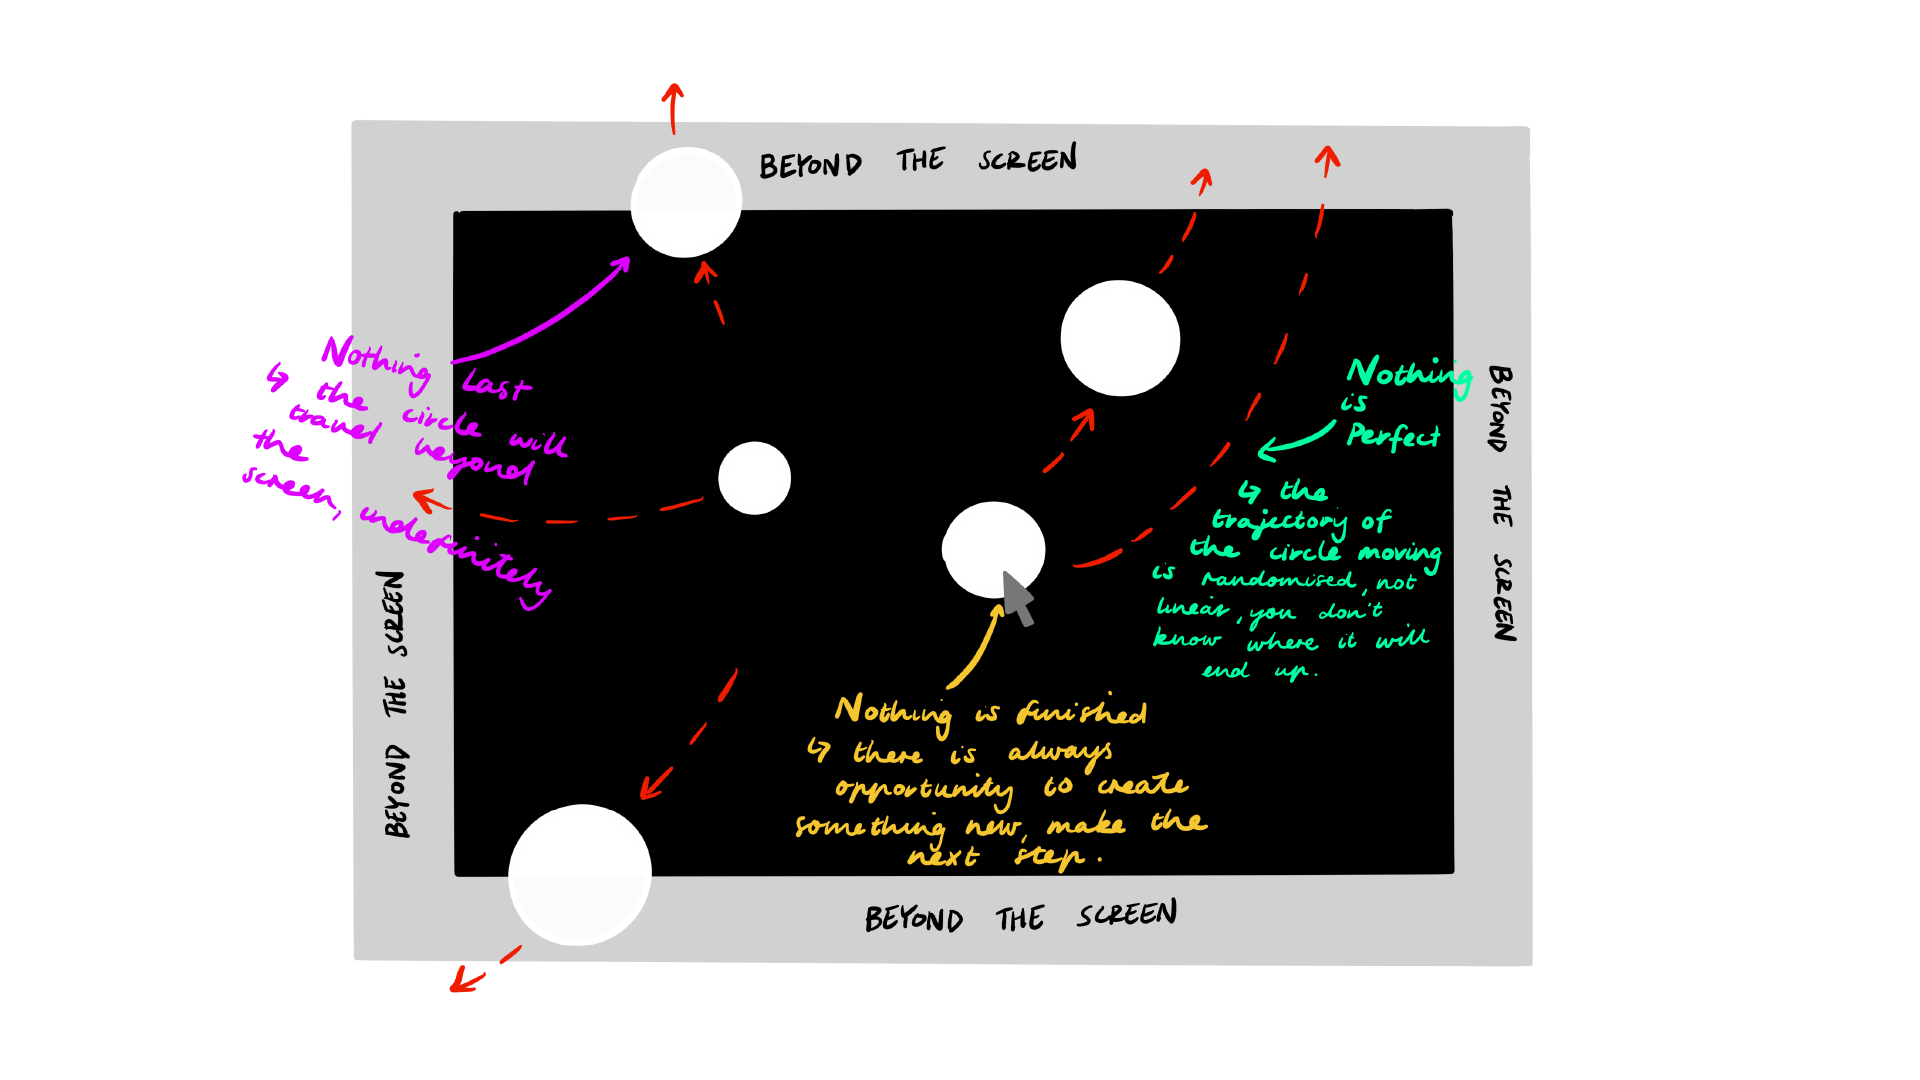 BEYOND THE SCREEN
Nothing Last
↳ the circle will
travel beyond
the
screen, indefinitely
BEYOND THE SCREEN
Nothing
is
Perfect
↳ the
trajectory of
the circle moving
is randomised, not
linear, you don't
know where it will
end up.
BEYOND THE SCREEN
Nothing is finished
↳ there is always
opportunity to create
something new, make the
next step.
BEYOND THE SCREEN